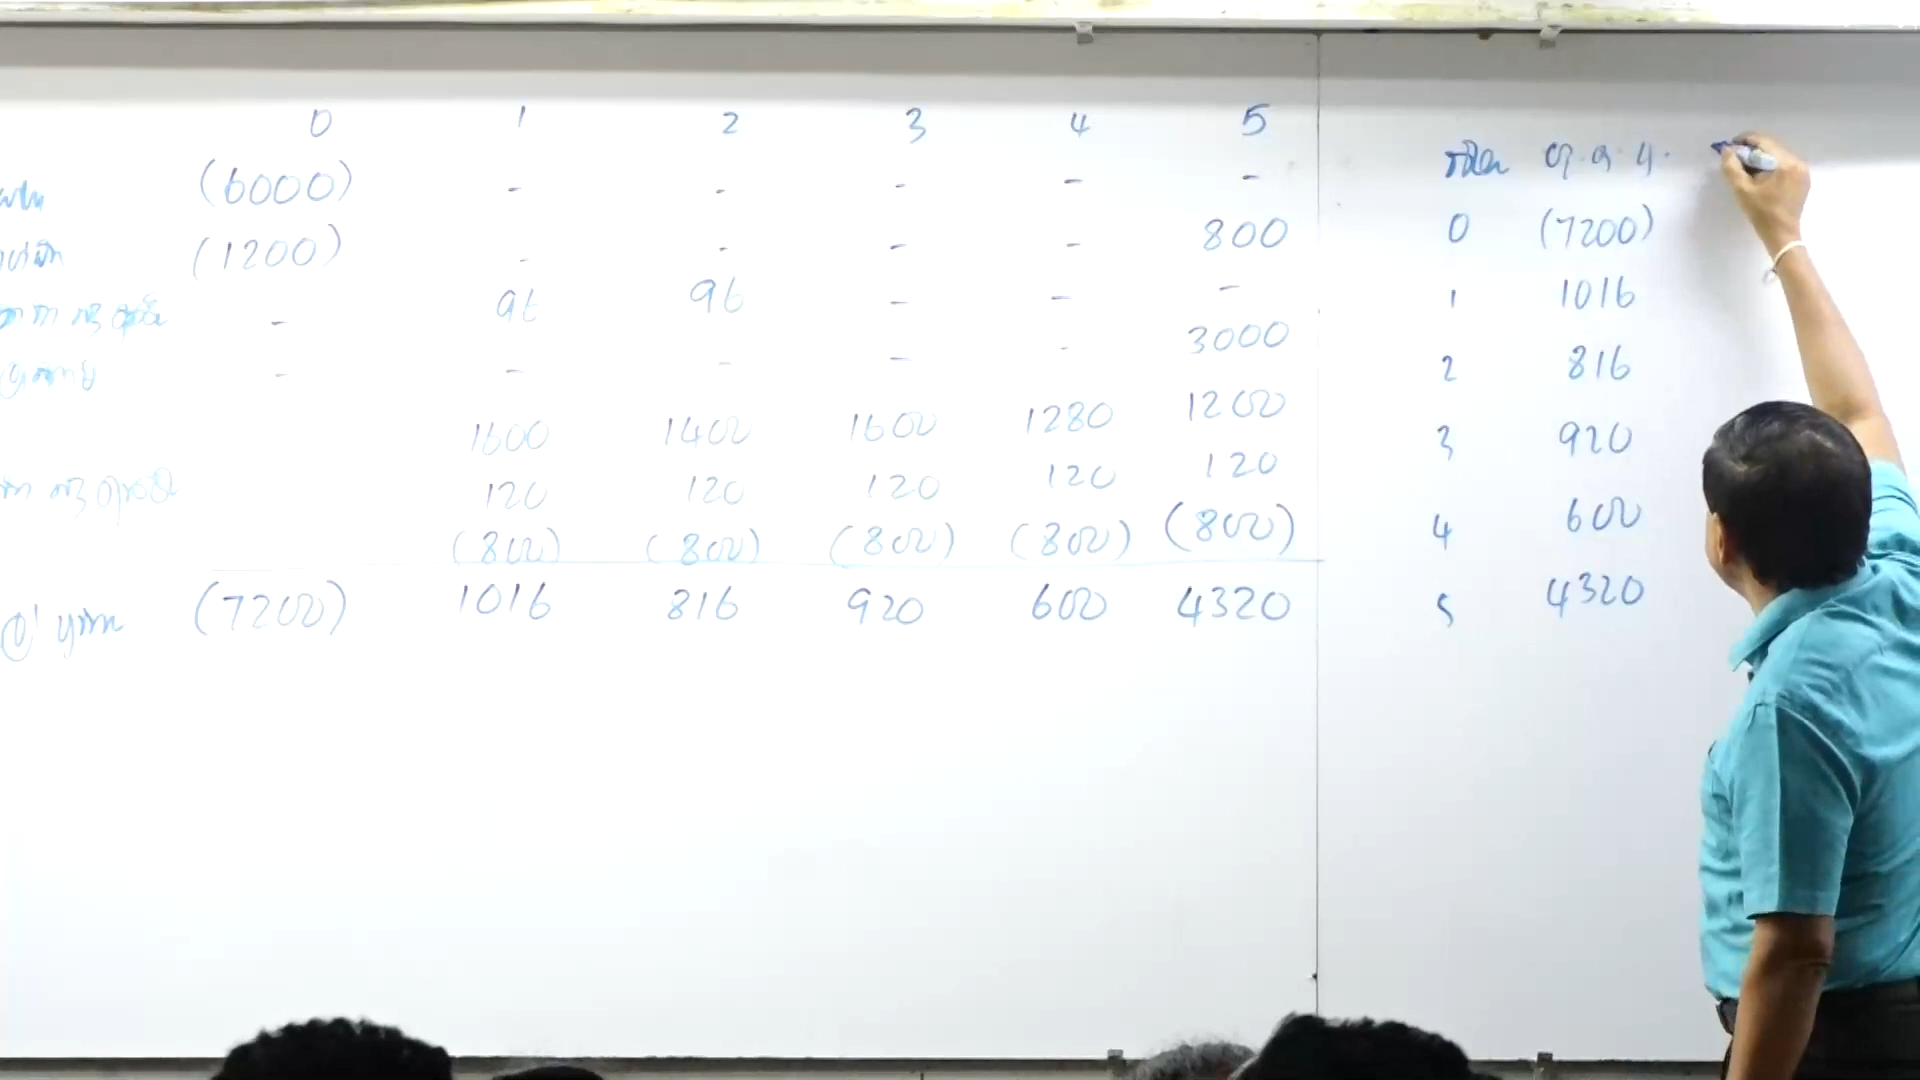 0 1 2 3 4 5
(6000) - - - - -
(1200) - - - - 800
- 96 96 - - -
- - - - - 3000
1600 1400 1600 1280 1200
120 120 120 120 120
(800) (800) (800) (800) (800)
(7200) 1016 816 920 600 4320
0 (7200)
1 1016
2 816
3 920
4 600
5 4320